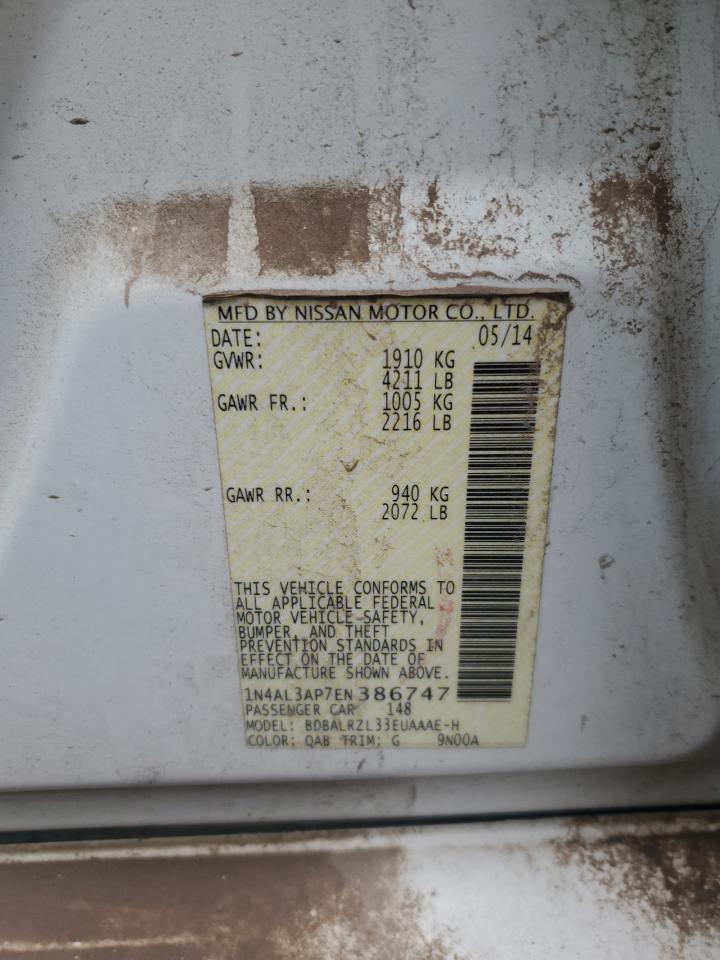 MFD BY NISSAN MOTOR CO., LTD.
DATE: 05/14
GVWR: 1910 KG
4211 LB
GAWR FR.: 1005 KG
2216 LB
GAWR RR.: 940 KG
2072 LB
THIS VEHICLE CONFORMS TO
ALL APPLICABLE FEDERAL
MOTOR VEHICLE SAFETY,
BUMPER, AND THEFT
PREVENTION STANDARDS IN
EFFECT ON THE DATE OF
MANUFACTURE SHOWN ABOVE.
1N4AL3AP7EN386747
PASSENGER CAR 148
MODEL: BDBALRZL33EUAAAE-H
COLOR: QAB TRIM: G 9N00A